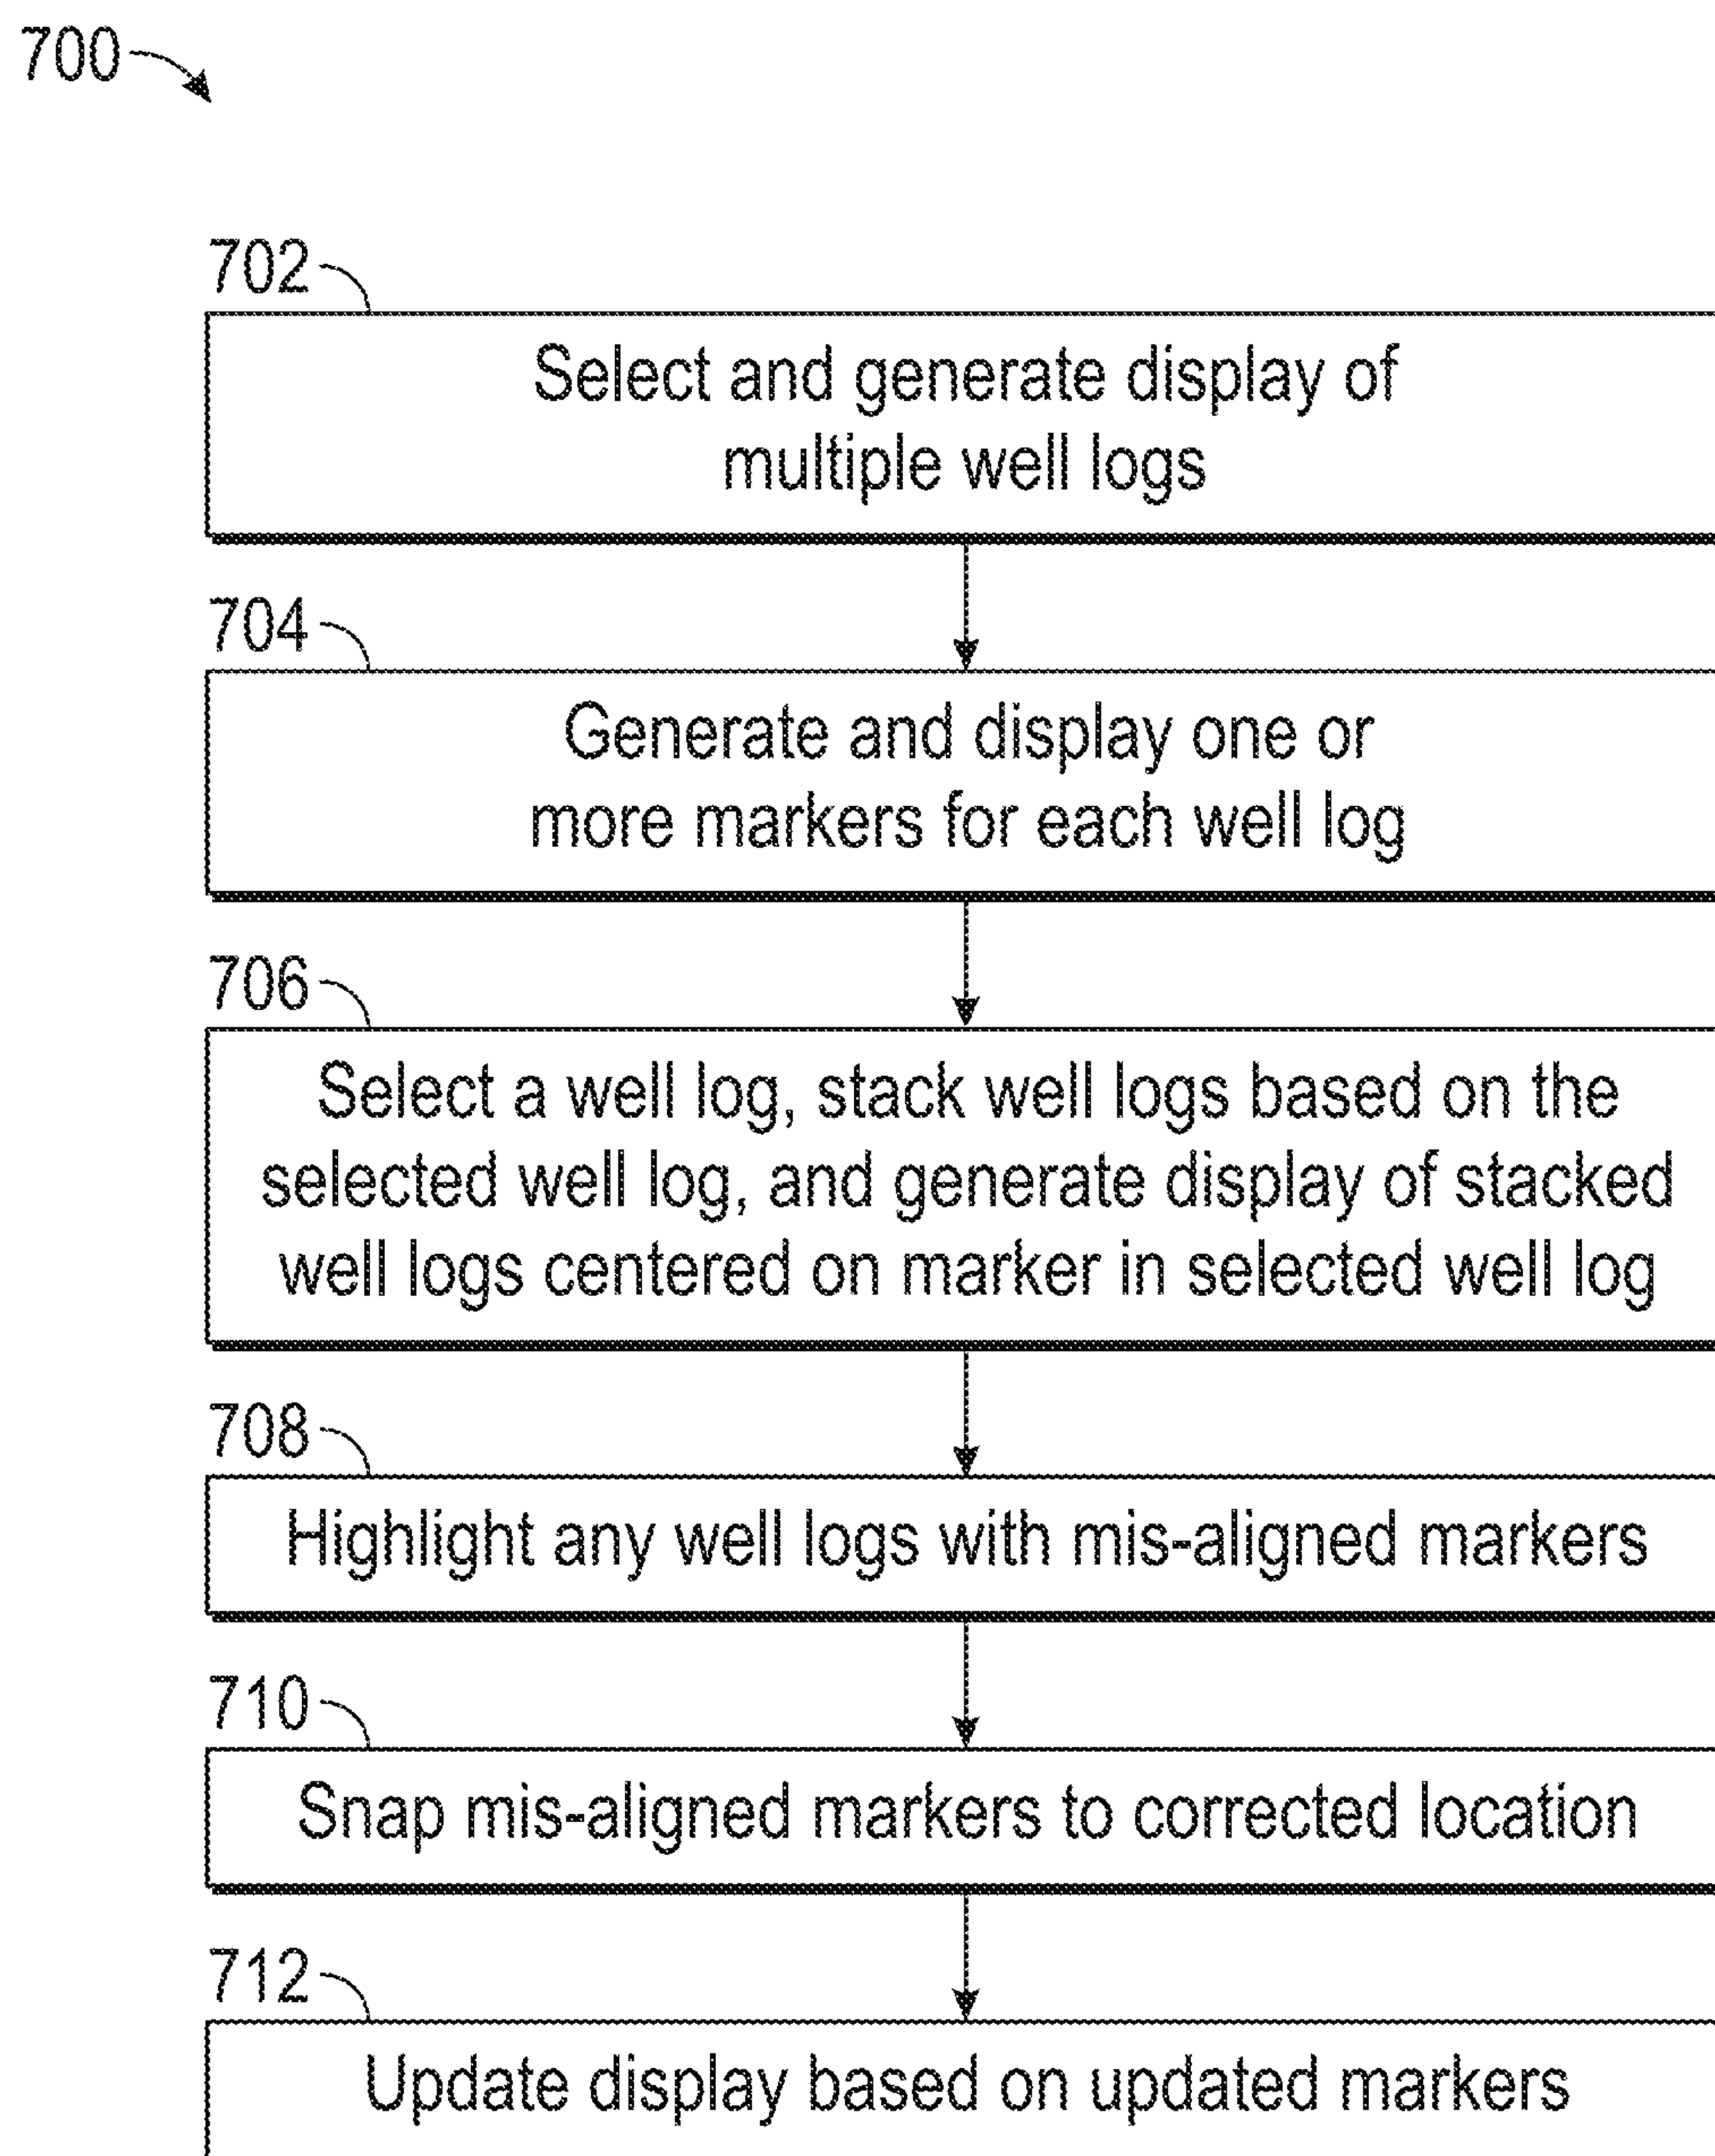 700
702
Select and generate display of
multiple well logs
704
Generate and display one or
more markers for each well log
706
Select a well log, stack well logs based on the
selected well log, and generate display of stacked
well logs centered on marker in selected well log
708
Highlight any well logs with mis-aligned markers
710
Snap mis-aligned markers to corrected location
712
Update display based on updated markers